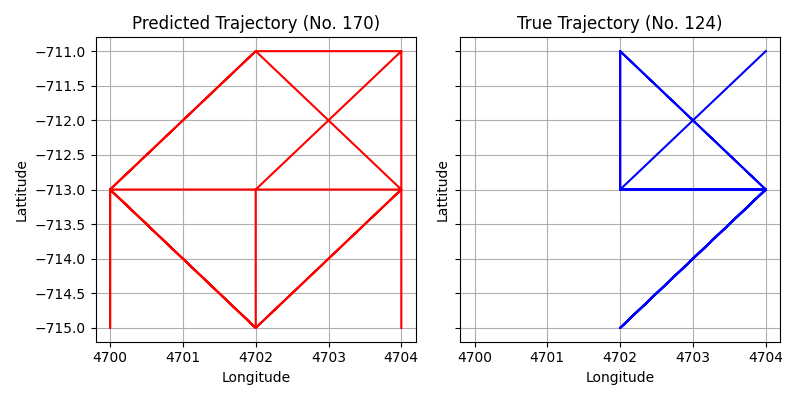 Predicted Trajectory (No. 170)
True Trajectory (No. 124)
−711.0
−711.5
−712.0
−712.5
−713.0
−713.5
−714.0
−714.5
−715.0
Lattitude
Lattitude
4700 4701 4702 4703 4704
4700 4701 4702 4703 4704
Longitude
Longitude